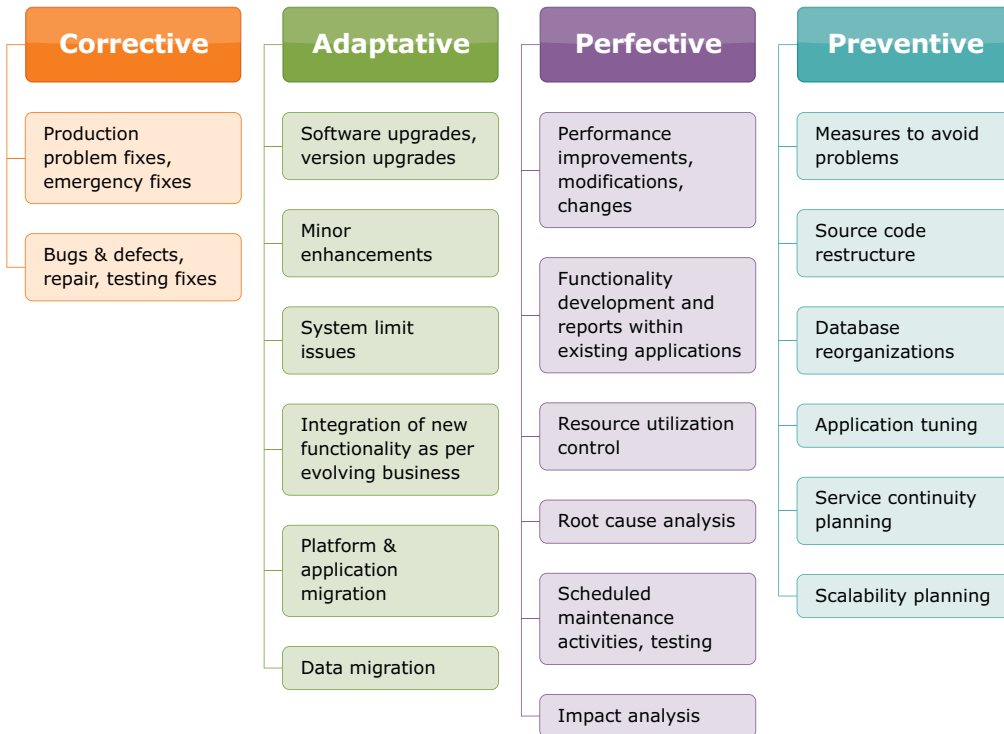 Corrective
Production
problem fixes,
emergency fixes
Bugs & defects,
repair, testing fixes
Adaptative
Software upgrades,
version upgrades
Minor
enhancements
System limit
issues
Integration of new
functionality as per
evolving business
Platform &
application
migration
Data migration
Perfective
Performance
improvements,
modifications,
changes
Functionality
development and
reports within
existing applications
Resource utilization
control
Root cause analysis
Scheduled
maintenance
activities, testing
Impact analysis
Preventive
Measures to avoid
problems
Source code
restructure
Database
reorganizations
Application tuning
Service continuity
planning
Scalability planning